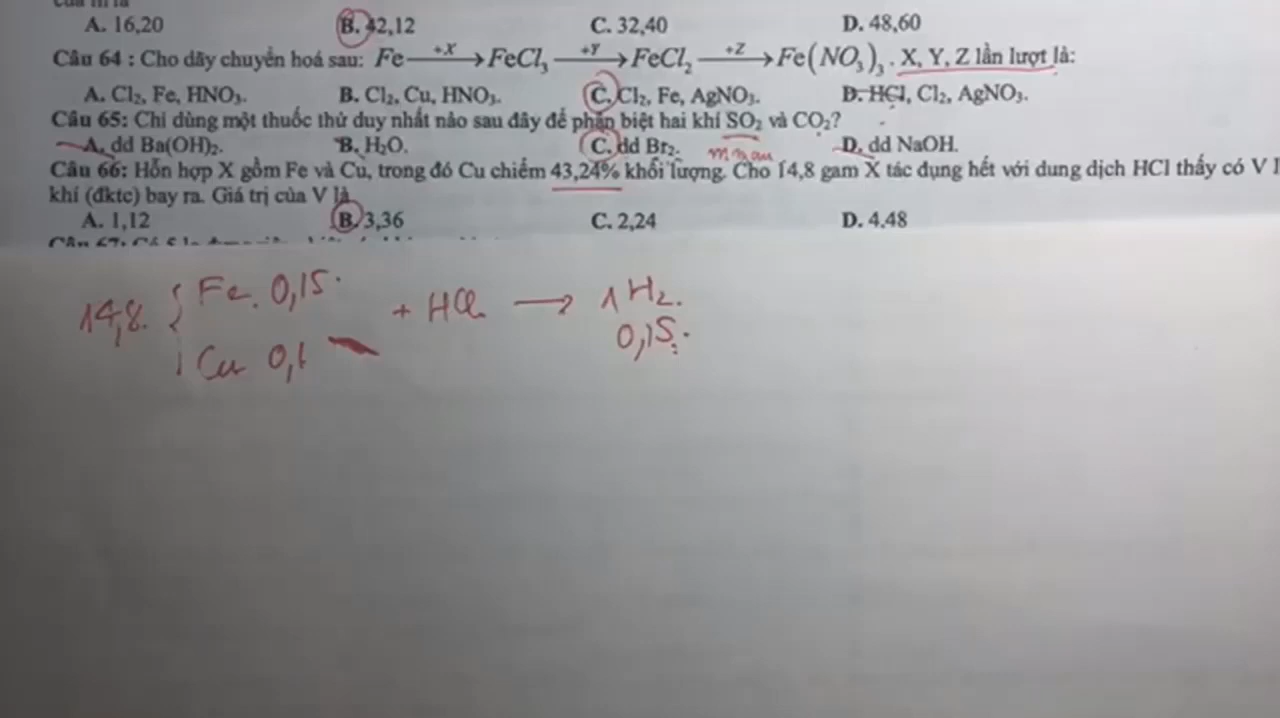 A. 16,20 B. 42,12 C. 32,40 D. 48,60
Câu 64 : Cho dãy chuyển hoá sau: Fe —+X→ FeCl₃ —+Y→ FeCl₂ —+Z→ Fe(NO₃)₃. X, Y, Z lần lượt là:
A. Cl₂, Fe, HNO₃. B. Cl₂, Cu, HNO₃. C. Cl₂, Fe, AgNO₃. D. HCl, Cl₂, AgNO₃.
Câu 65: Chỉ dùng một thuốc thử duy nhất nào sau đây để phân biệt hai khí SO₂ và CO₂?
A. dd Ba(OH)₂. B. H₂O. C. dd Br₂. D. dd NaOH.
Câu 66: Hỗn hợp X gồm Fe và Cu, trong đó Cu chiếm 43,24% khối lượng. Cho 14,8 gam X tác dụng hết với dung dịch HCl thấy có V l
khí (đktc) bay ra. Giá trị của V là
A. 1,12 B. 3,36 C. 2,24 D. 4,48
14,8. { Fe. 0,15. + HCl → 1 H₂.
Cu 0,1 0,15.